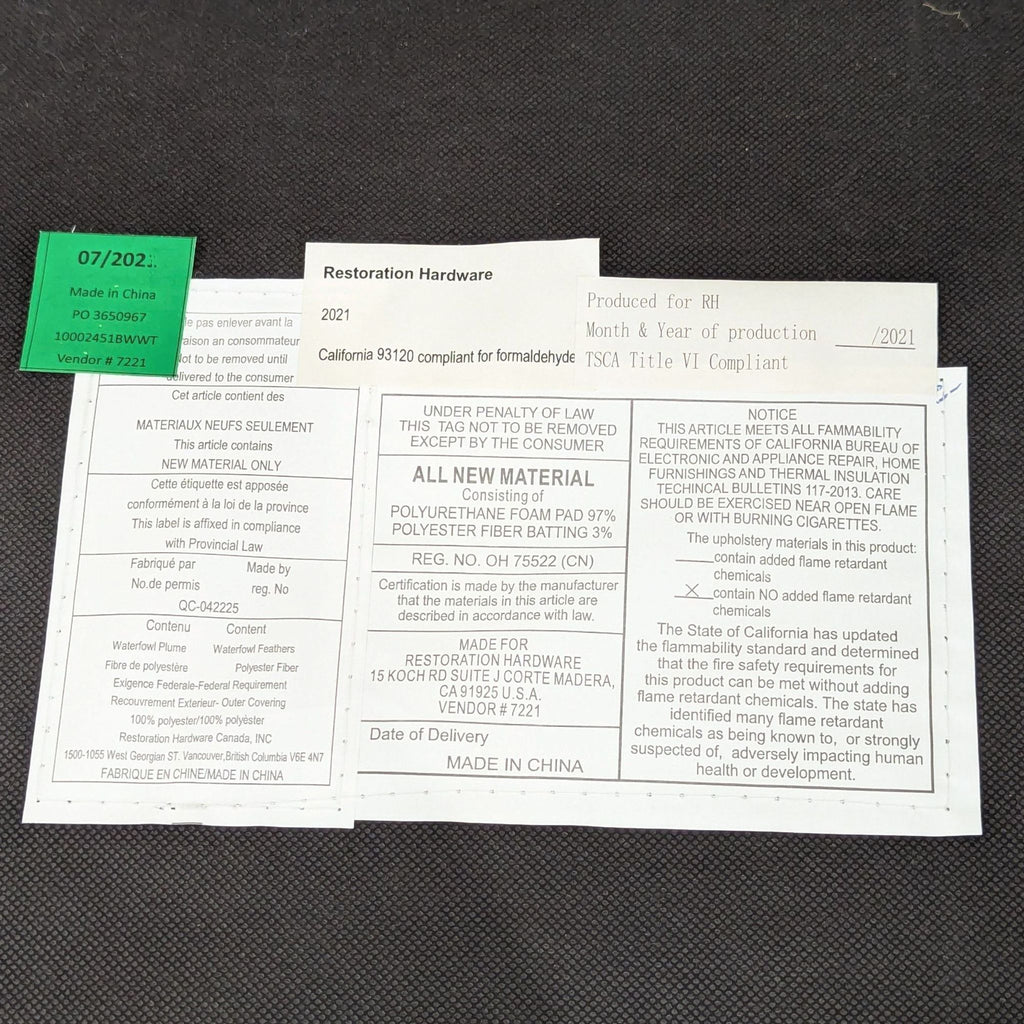 07/202
Made in China
PO 3650967
10002451BWWT
Vendor # 7221
Restoration Hardware
2021
California 93120 compliant for formaldehyde
Produced for RH
Month & Year of production ____/2021
TSCA Title VI Compliant
pas enlever avant la
un consommateur
to be removed until
delivered to the consumer
Cet article contient des
MATERIAUX NEUFS SEULEMENT
This article contains
NEW MATERIAL ONLY
Cette étiquette est apposée
conformément à la loi de la province
This label is affixed in compliance
with Provincial Law
Fabriqué par Made by
No.de permis reg. No
QC-042225
Contenu Content
Waterfowl Plume Waterfowl Feathers
Fibre de polyestère Polyester Fiber
Exigence Federale-Federal Requirement
Recouvrement Exterieur- Outer Covering
100% polyester/100% polyester
Restoration Hardware Canada, INC
1500-1055 West Georgian ST. Vancouver,British Columbia V6E 4N7
FABRIQUE EN CHINE/MADE IN CHINA
UNDER PENALTY OF LAW
THIS TAG NOT TO BE REMOVED
EXCEPT BY THE CONSUMER
ALL NEW MATERIAL
Consisting of
POLYURETHANE FOAM PAD 97%
POLYESTER FIBER BATTING 3%
REG. NO. OH 75522 (CN)
Certification is made by the manufacturer
that the materials in this article are
described in accordance with law.
MADE FOR
RESTORATION HARDWARE
15 KOCH RD SUITE J CORTE MADERA,
CA 91925 U.S.A.
VENDOR # 7221
Date of Delivery
MADE IN CHINA
NOTICE
THIS ARTICLE MEETS ALL FAMMABILITY
REQUIREMENTS OF CALIFORNIA BUREAU OF
ELECTRONIC AND APPLIANCE REPAIR, HOME
FURNISHINGS AND THERMAL INSULATION
TECHINCAL BULLETINS 117-2013. CARE
SHOULD BE EXERCISED NEAR OPEN FLAME
OR WITH BURNING CIGARETTES.
The upholstery materials in this product:
____contain added flame retardant
chemicals
X contain NO added flame retardant
chemicals
The State of California has updated
the flammability standard and determined
that the fire safety requirements for
this product can be met without adding
flame retardant chemicals. The state has
identified many flame retardant
chemicals as being known to, or strongly
suspected of, adversely impacting human
health or development.